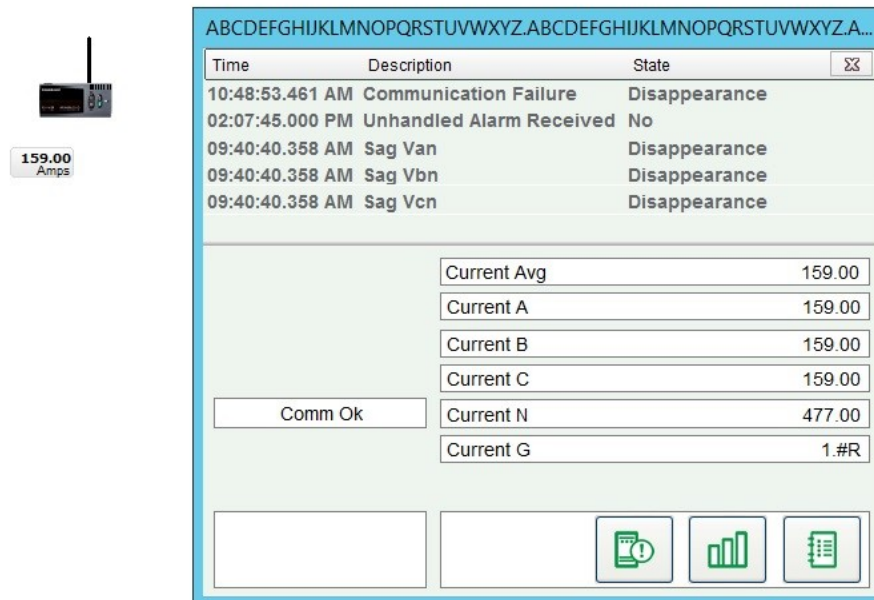 ABCDEFGHIJKLMNOPQRSTUVWXYZ.ABCDEFGHIJKLMNOPQRSTUVWXYZ.A...
Time Description State
10:48:53.461 AM Communication Failure Disappearance
02:07:45.000 PM Unhandled Alarm Received No
09:40:40.358 AM Sag Van Disappearance
09:40:40.358 AM Sag Vbn Disappearance
09:40:40.358 AM Sag Vcn Disappearance
159.00
Amps
Current Avg 159.00
Current A 159.00
Current B 159.00
Current C 159.00
Comm Ok
Current N 477.00
Current G 1.#R